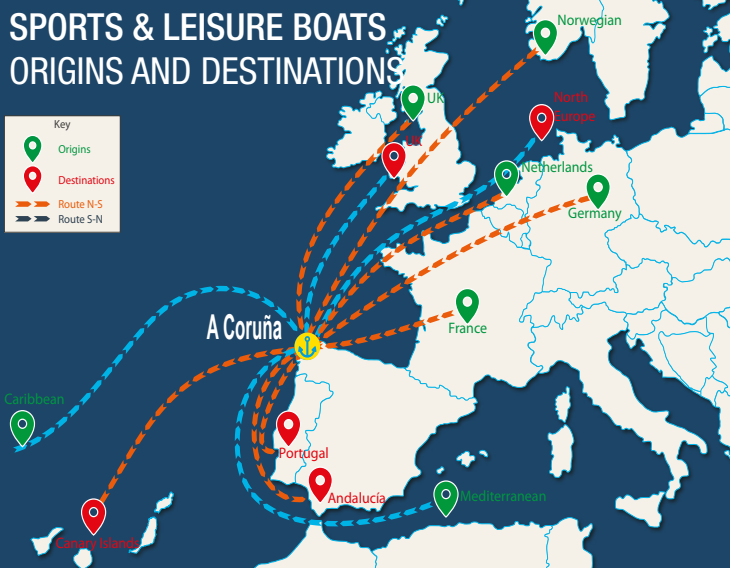 SPORTS & LEISURE BOATS
ORIGINS AND DESTINATIONS
Key
Origins
Destinations
Route N-S
Route S-N
Norwegian
UK
North
Europe
UK
Netherlands
Germany
A Coruña
France
Caribbean
Portugal
Andalucía
Mediterranean
Canary Islands